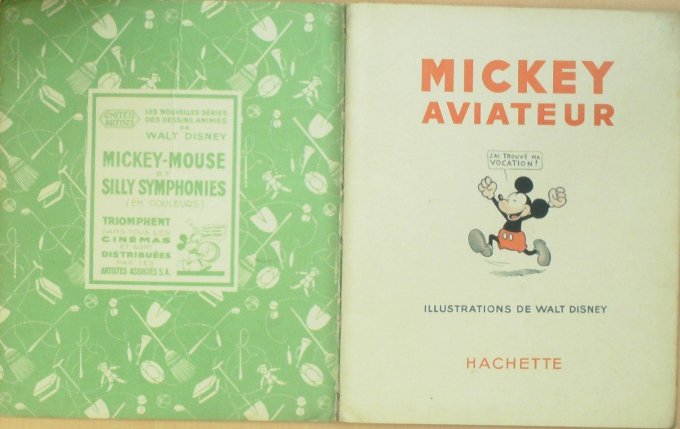 UNITED
ARTISTS
LES NOUVELLES SÉRIES
DES DESSINS ANIMÉS
DE
WALT DISNEY
MICKEY-MOUSE
ET
SILLY SYMPHONIES
(EN COULEURS)
TRIOMPHENT
DANS TOUS LES
CINÉMAS
ET SONT
DISTRIBUÉES
PAR LES
ARTISTES ASSOCIÉS S.A.
MICKEY
AVIATEUR
J'AI TROUVÉ MA
VOCATION!
ILLUSTRATIONS DE WALT DISNEY
HACHETTE